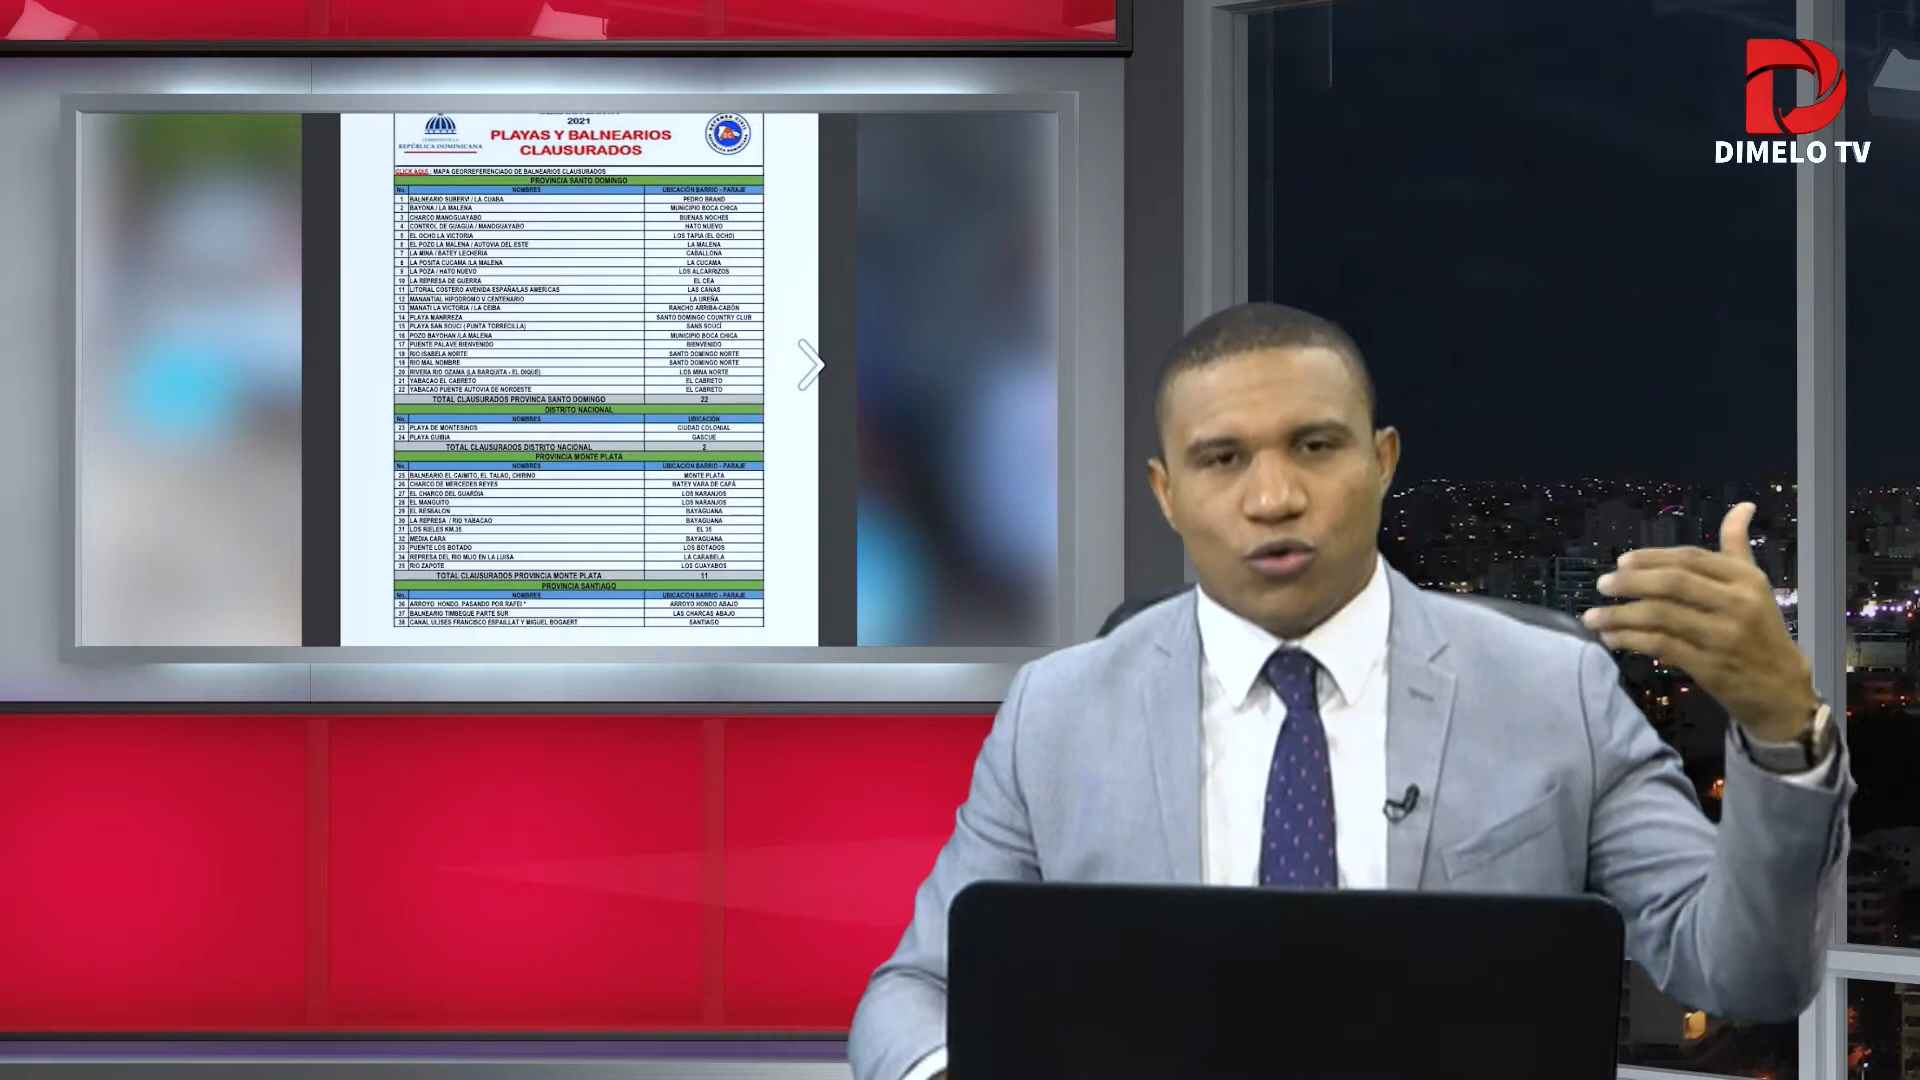 2021
PLAYAS Y BALNEARIOS
CLAUSURADOS
GOBIERNO DE LA
REPÚBLICA DOMINICANA
DEFENSA CIVIL
REPÚBLICA DOMINICANA
CLICK AQUÍ : MAPA GEORREFERENCIADO DE BALNEARIOS CLAUSURADOS
PROVINCIA SANTO DOMINGO
No. NOMBRES UBICACIÓN BARRIO - PARAJE
1 BALNEARIO SUBERVI / LA CUABA PEDRO BRAND
2 BAYONA / LA MALENA MUNICIPIO BOCA CHICA
3 CHARCO MANOGUAYABO BUENAS NOCHES
4 CONTROL DE GUAGUA / MANOGUAYABO HATO NUEVO
5 EL OCHO LA VICTORIA LOS TAPIA (EL OCHO)
6 EL POZO LA MALENA / AUTOVIA DEL ESTE LA MALENA
7 LA MINA / BATEY LECHERIA CABALLONA
8 LA POSITA CUCAMA /LA MALENA LA CUCAMA
9 LA POZA / HATO NUEVO LOS ALCARRIZOS
10 LA REPRESA DE GUERRA EL CEA
11 LITORAL COSTERO AVENIDA ESPAÑA/LAS AMERICAS LAS CANAS
12 MANANTIAL HIPODROMO V CENTENARIO LA UREÑA
13 MANATI LA VICTORIA / LA CEIBA RANCHO ARRIBA-CABÓN
14 PLAYA MANRREZA SANTO DOMINGO COUNTRY CLUB
15 PLAYA SAN SOUCI ( PUNTA TORRECILLA) SANS SOUCÍ
16 POZO BAYOHAN /LA MALENA MUNICIPIO BOCA CHICA
17 PUENTE PALAVE BIENVENIDO BIENVENIDO
18 RIO ISABELA NORTE SANTO DOMINGO NORTE
19 RIO MAL NOMBRE SANTO DOMINGO NORTE
20 RIVERA RIO OZAMA (LA BARQUITA - EL DIQUE) LOS MINA NORTE
21 YABACAO EL CABRETO EL CABRETO
22 YABACAO PUENTE AUTOVIA DE NORDESTE EL CABRETO
TOTAL CLAUSURADOS PROVINCA SANTO DOMINGO 22
DISTRITO NACIONAL
No. NOMBRES UBICACIÓN
23 PLAYA DE MONTESINOS CIUDAD COLONIAL
24 PLAYA GUIBIA GASCUE
TOTAL CLAUSURADOS DISTRITO NACIONAL 2
PROVINCIA MONTE PLATA
No. NOMBRES UBICACIÓN BARRIO - PARAJE
25 BALNEARIO EL CAIMITO, EL TALAO, CHIRINO MONTE PLATA
26 CHARCO DE MERCEDES REYES BATEY VARA DE CAPÁ
27 EL CHARCO DEL GUARDIA LOS NARANJOS
28 EL MANGUITO LOS NARANJOS
29 EL RESBALON BAYAGUANA
30 LA REPRESA / RIO YABACAO BAYAGUANA
31 LOS RIELES KM.35 EL 35
32 MEDIA CARA BAYAGUANA
33 PUENTE LOS BOTADO LOS BOTADOS
34 REPRESA DEL RIO MIJO EN LA LUISA LA CARABELA
35 RIO ZAPOTE LOS GUAYABOS
TOTAL CLAUSURADOS PROVINCIA MONTE PLATA 11
PROVINCIA SANTIAGO
No. NOMBRES UBICACIÓN BARRIO - PARAJE
36 ARROYO HONDO, PASANDO POR RAFEI * ARROYO HONDO ABAJO
37 BALNEARIO TIMBEQUE PARTE SUR LAS CHARCAS ABAJO
38 CANAL ULISES FRANCISCO ESPAILLAT Y MIGUEL BOGAERT SANTIAGO
DIMELO TV